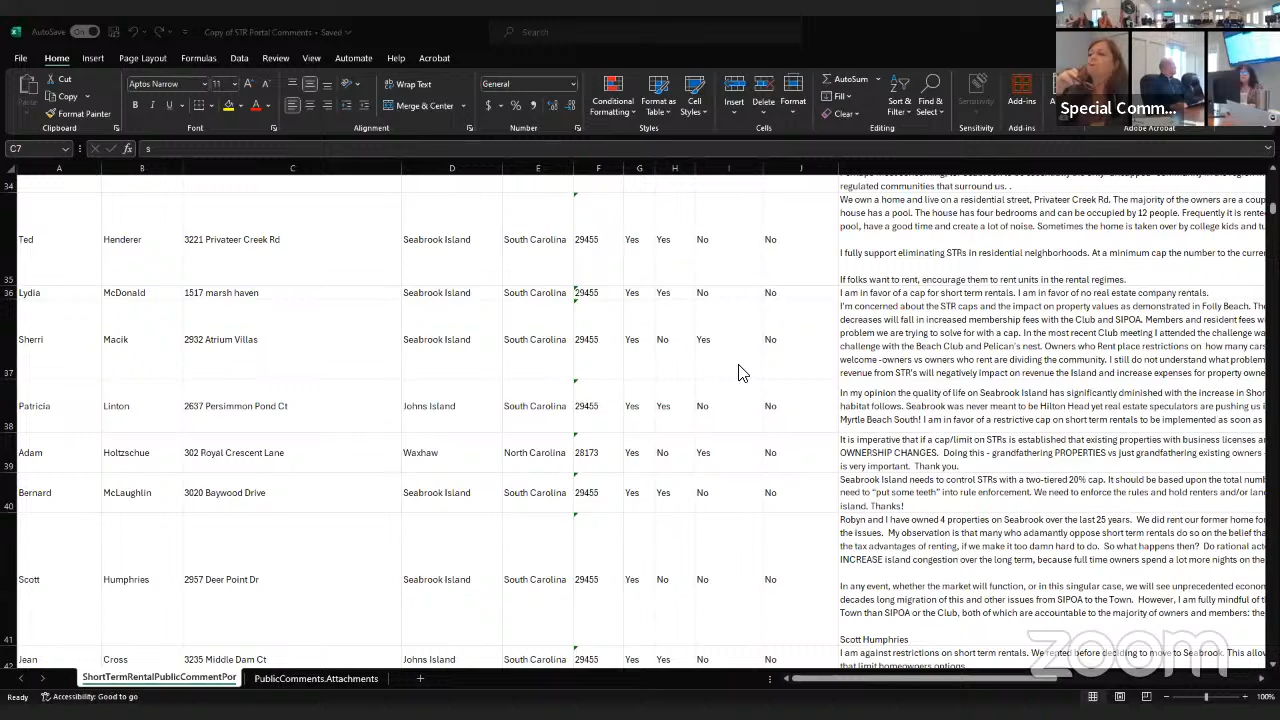 AutoSave On Copy of STR Portal Comments • Saved Search
File Home Insert Page Layout Formulas Data Review View Automate Help Acrobat
Cut Copy Format Painter Clipboard
Aptos Narrow 11 B I U A Font
Wrap Text Merge & Center Alignment
General $ % Number
Conditional Formatting Format as Table Cell Styles Styles
Insert Delete Format Cells
AutoSum Fill Clear Sort & Filter Find & Select Editing
Sensitivity Sensitivity Add-ins Add-ins Adobe Acrobat
Special Comm...
C7 fx s
A B C D E F G H I J
34
regulated communities that surround us. .
We own a home and live on a residential street, Privateer Creek Rd. The majority of the owners are a coup
house has a pool. The house has four bedrooms and can be occupied by 12 people. Frequently it is rente
pool, have a good time and create a lot of noise. Sometimes the home is taken over by college kids and tu
Ted Henderer 3221 Privateer Creek Rd Seabrook Island South Carolina 29455 Yes Yes No No
I fully support eliminating STRs in residential neighborhoods. At a minimum cap the number to the curre
35 If folks want to rent, encourage them to rent units in the rental regimes.
36 Lydia McDonald 1517 marsh haven Seabrook Island South Carolina 29455 Yes Yes No No I am in favor of a cap for short term rentals. I am in favor of no real estate company rentals.
I'm concerned about the STR caps and the impact on property values as demonstrated in Folly Beach. The
decreases will fall in increased membership fees with the Club and SIPOA. Members and resident fees w
Sherri Macik 2932 Atrium Villas Seabrook Island South Carolina 29455 Yes No Yes No problem we are trying to solve for with a cap. In the most recent Club meeting I attended the challenge wa
challenge with the Beach Club and Pelican's nest. Owners who Rent place restrictions on how many cars
welcome -owners vs owners who rent are dividing the community. I still do not understand what problem
37 revenue from STR's will negatively impact on revenue the Island and increase expenses for property owne
In my opinion the quality of life on Seabrook Island has significantly dminished with the increase in Shor
Patricia Linton 2637 Persimmon Pond Ct Johns Island South Carolina 29455 Yes Yes No No habitat follows. Seabrook was never meant to be Hilton Head yet real estate speculators are pushing us i
38 Myrtle Beach South! I am in favor of a restrictive cap on short term rentals to be implemented as soon as
It is imperative that if a cap/limit on STRs is established that existing properties with business licenses ar
Adam Holtzschue 302 Royal Crescent Lane Waxhaw North Carolina 28173 Yes No Yes No OWNERSHIP CHANGES. Doing this - grandfathering PROPERTIES vs just grandfathering existing owners -
39 is very important. Thank you.
Seabrook Island needs to control STRs with a two-tiered 20% cap. It should be based upon the total num
Bernard McLaughlin 3020 Baywood Drive Seabrook Island South Carolina 29455 Yes Yes No No need to “put some teeth” into rule enforcement. We need to enforce the rules and hold renters and/or lan
40 island. Thanks!
Robyn and I have owned 4 properties on Seabrook over the last 25 years. We did rent our former home for
the issues. My observation is that many who adamantly oppose short term rentals do so on the belief tha
the tax advantages of renting, if we make it too damn hard to do. So what happens then? Do rational acto
INCREASE island congestion over the long term, because full time owners spend a lot more nights on the
Scott Humphries 2957 Deer Point Dr Seabrook Island South Carolina 29455 Yes No No No
In any event, whether the market will function, or in this singular case, we will see unprecedented econom
decades long migration of this and other issues from SIPOA to the Town. However, I am fully mindful of th
Town than SIPOA or the Club, both of which are accountable to the majority of owners and members: the
41 Scott Humphries
42 Jean Cross 3235 Middle Dam Ct Johns Island South Carolina 29455 Yes Yes No No I am against restrictions on short term rentals. We rented before deciding to move to Seabrook. This allow
that limit homeowners options.
zoom
ShortTermRentalPublicCommentPor PublicComments.Attachments +
Ready Accessibility: Good to go 100%